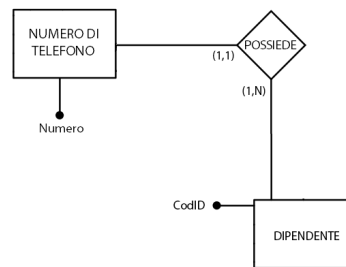 NUMERO DI
TELEFONO
POSSIEDE
(1,1)
(1,N)
Numero
CodID
DIPENDENTE